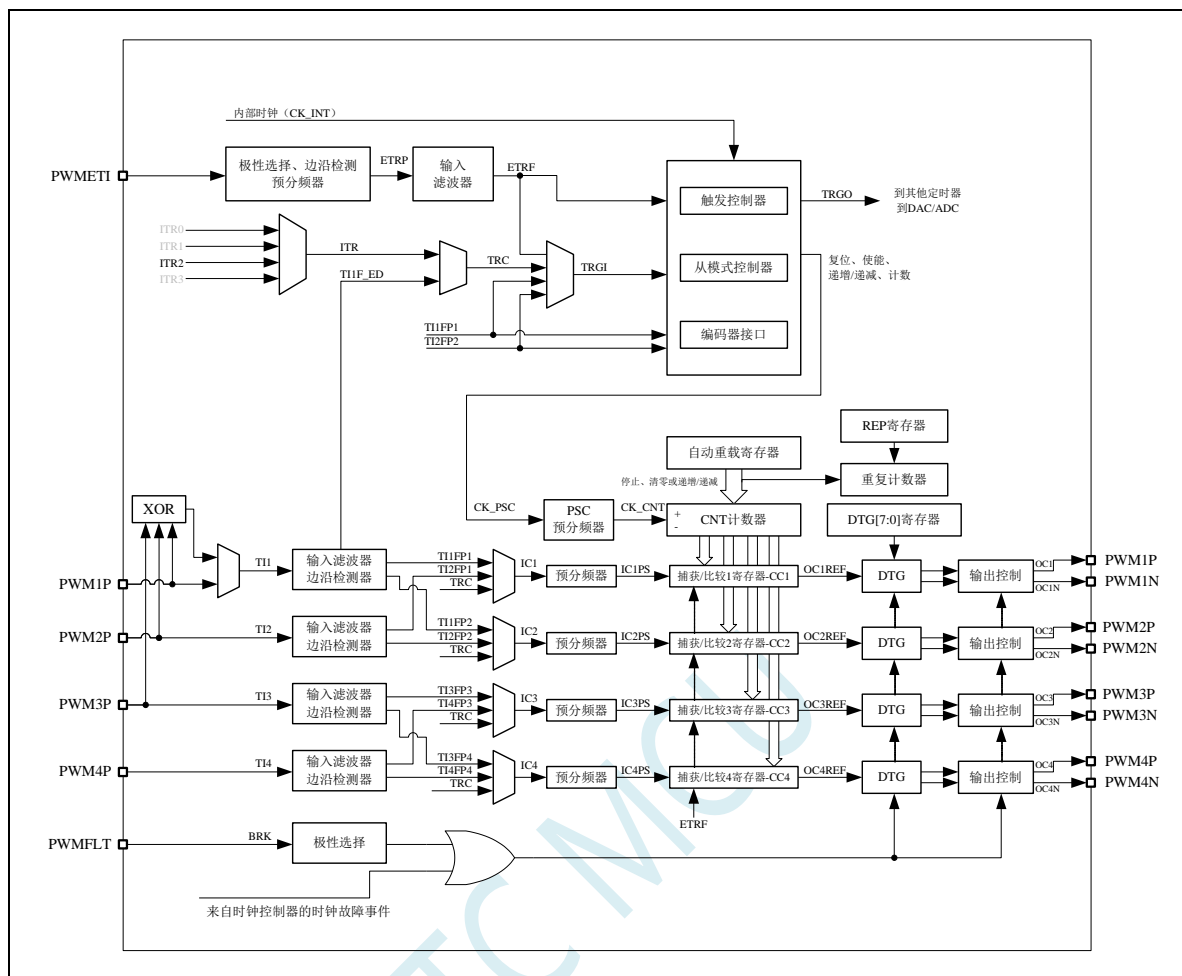 内部时钟（CK_INT）
PWMETI
极性选择、边沿检测
预分频器
ETRP
输入
滤波器
ETRF
触发控制器
TRGO
到其他定时器
到DAC/ADC
ITR0
ITR1
ITR2
ITR3
ITR
TI1F_ED
TRC
TRGI
从模式控制器
复位、使能、
递增/递减、计数
TI1FP1
TI2FP2
编码器接口
REP寄存器
自动重载寄存器
停止、清零或递增/递减
重复计数器
XOR
CK_PSC
PSC
预分频器
CK_CNT
+
-
CNT计数器
DTG[7:0]寄存器
PWM1P
TI1
输入滤波器
边沿检测器
TI1FP1
TI2FP1
TRC
IC1
预分频器
IC1PS
捕获/比较1寄存器-CC1
OC1REF
DTG
输出控制
OC1
OC1N
PWM1P
PWM1N
PWM2P
TI2
输入滤波器
边沿检测器
TI1FP2
TI2FP2
TRC
IC2
预分频器
IC2PS
捕获/比较2寄存器-CC2
OC2REF
DTG
输出控制
OC2
OC2N
PWM2P
PWM2N
PWM3P
TI3
输入滤波器
边沿检测器
TI3FP3
TI4FP3
TRC
IC3
预分频器
IC3PS
捕获/比较3寄存器-CC3
OC3REF
DTG
输出控制
OC3
OC3N
PWM3P
PWM3N
PWM4P
TI4
输入滤波器
边沿检测器
TI3FP4
TI4FP4
TRC
IC4
预分频器
IC4PS
捕获/比较4寄存器-CC4
OC4REF
DTG
输出控制
OC4
OC4N
PWM4P
PWM4N
ETRF
PWMFLT
BRK
极性选择
来自时钟控制器的时钟故障事件
TC MCU